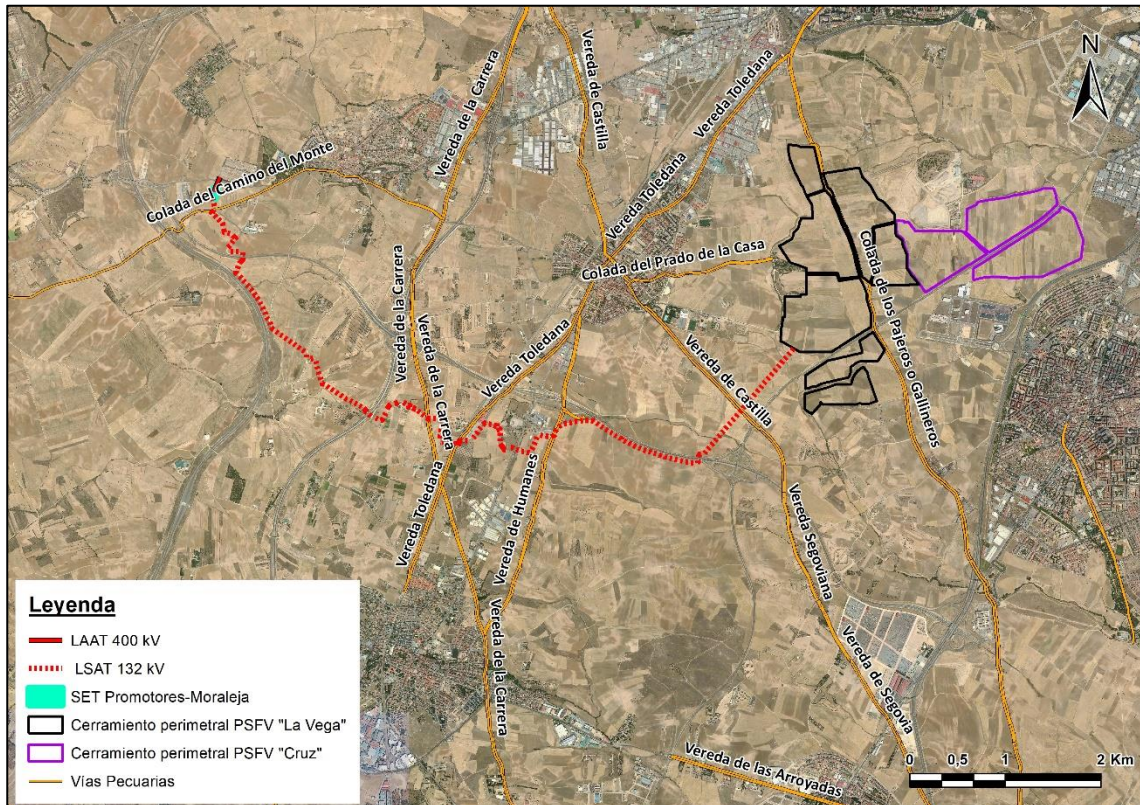 N
Vereda de la Carrera
Vereda de Castilla
Vereda Toledana
Colada del Camino del Monte
Vereda Toledana
Colada del Prado de la Casa
Colada de los Pajeros o Gallineros
Vereda de la Carrera
Vereda de la Carrera
Vereda Toledana
Vereda de Castilla
Vereda Toledana
Vereda de Humanes
Vereda Segoviana
Vereda de la Carrera
Vereda de Segovia
Vereda de las Arroyadas
Leyenda
LAAT 400 kV
LSAT 132 kV
SET Promotores-Moraleja
Cerramiento perimetral PSFV "La Vega"
Cerramiento perimetral PSFV "Cruz"
Vías Pecuarias
0 0,5 1 2 Km